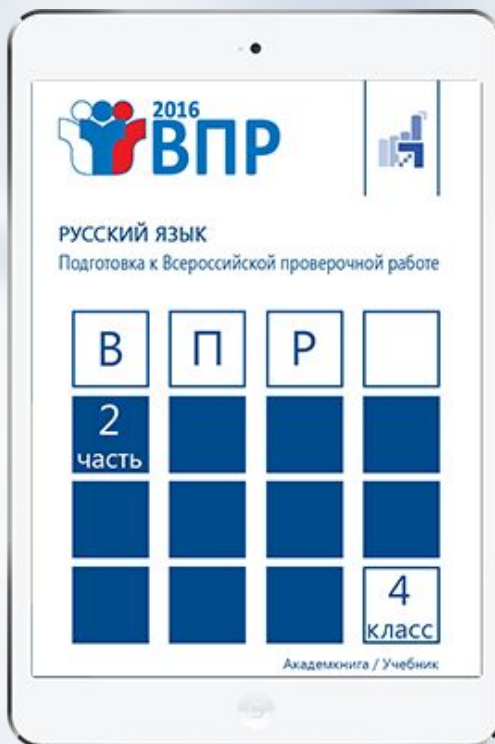 2016
ВПР
РУССКИЙ ЯЗЫК
Подготовка к Всероссийской проверочной работе
В П Р
2
часть
4
класс
Академкнига / Учебник